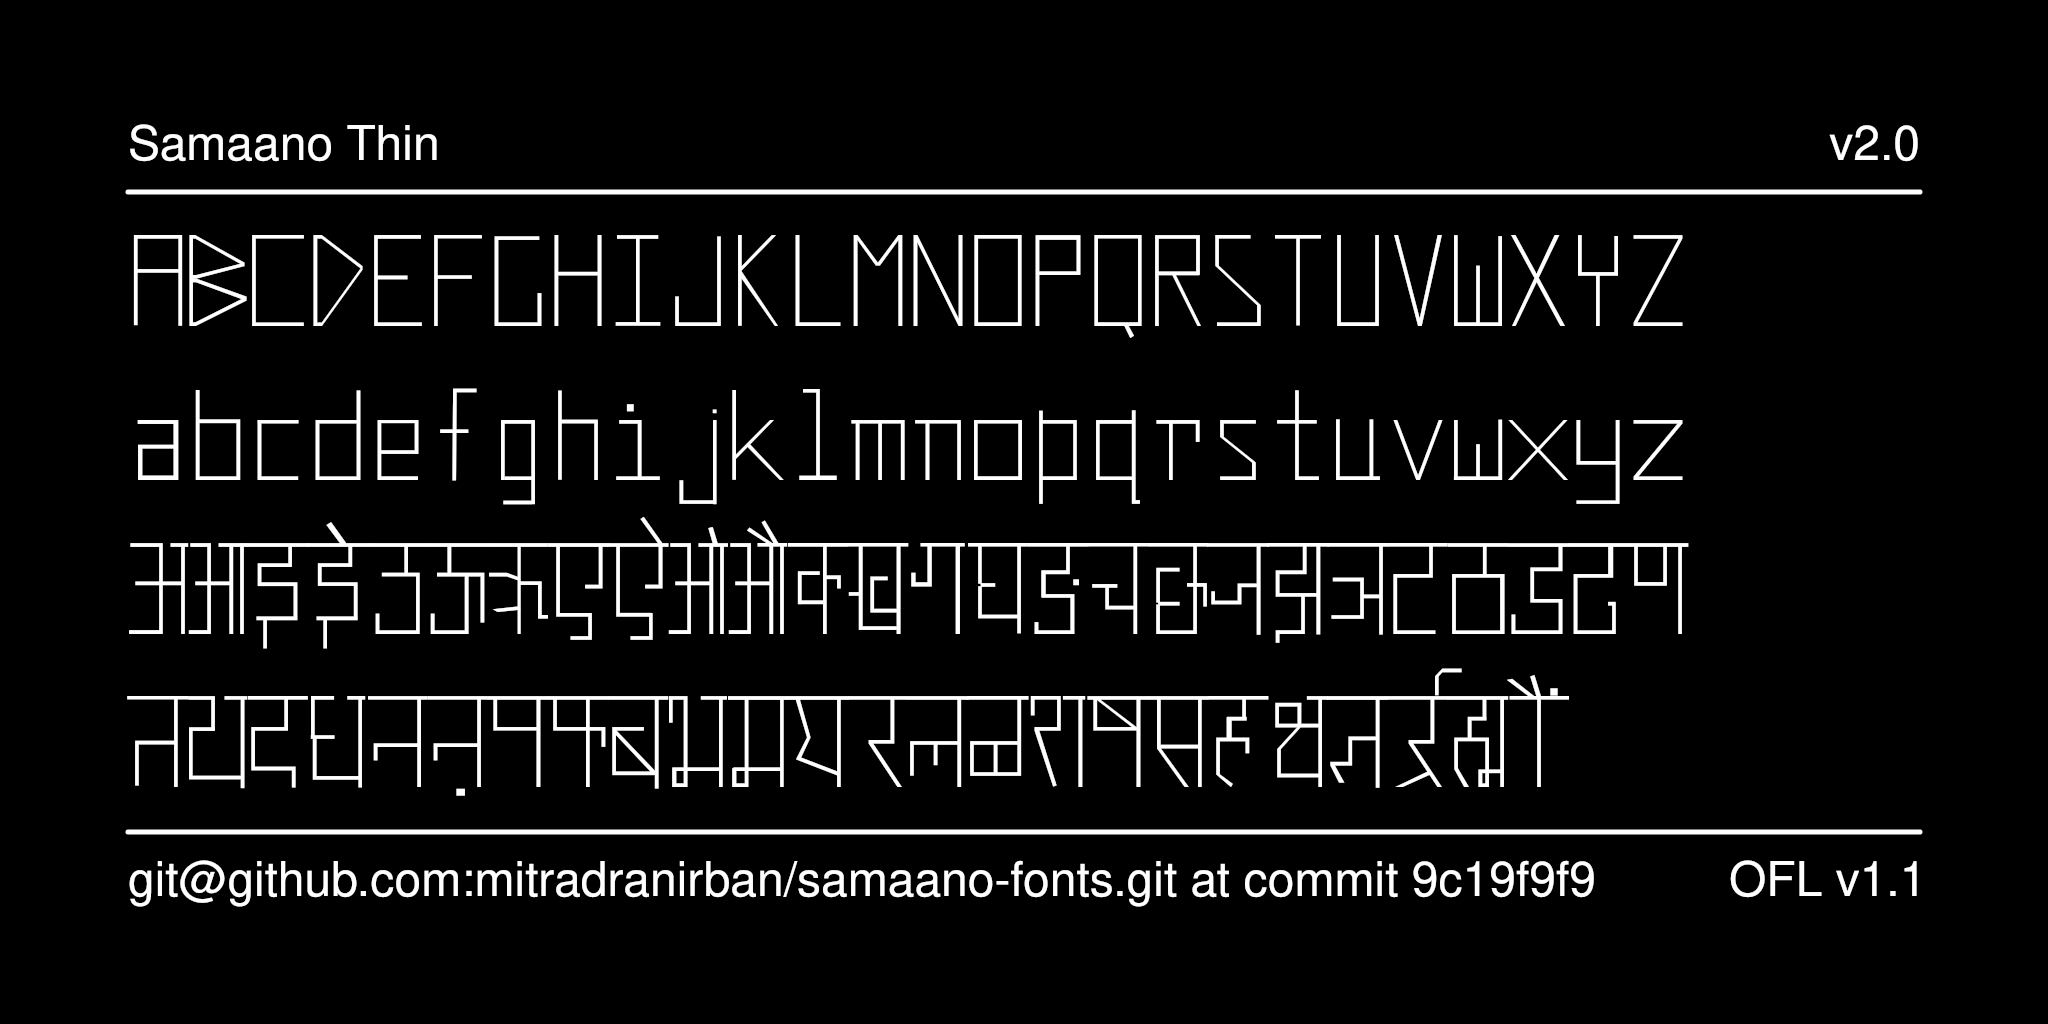 Samaano Thin v2.0
ABCDEFGHIJKLMNOPQRSTUVWXYZ
abcdefghijklmnopqrstuvwxyz
अआइईउऊऋएऐओऔकखगघङचछजझञटठडढण
तथदधनऩपफबभमयरलळशषसह
git@github.com:mitradranirban/samaano-fonts.git at commit 9c19f9f9 OFL v1.1